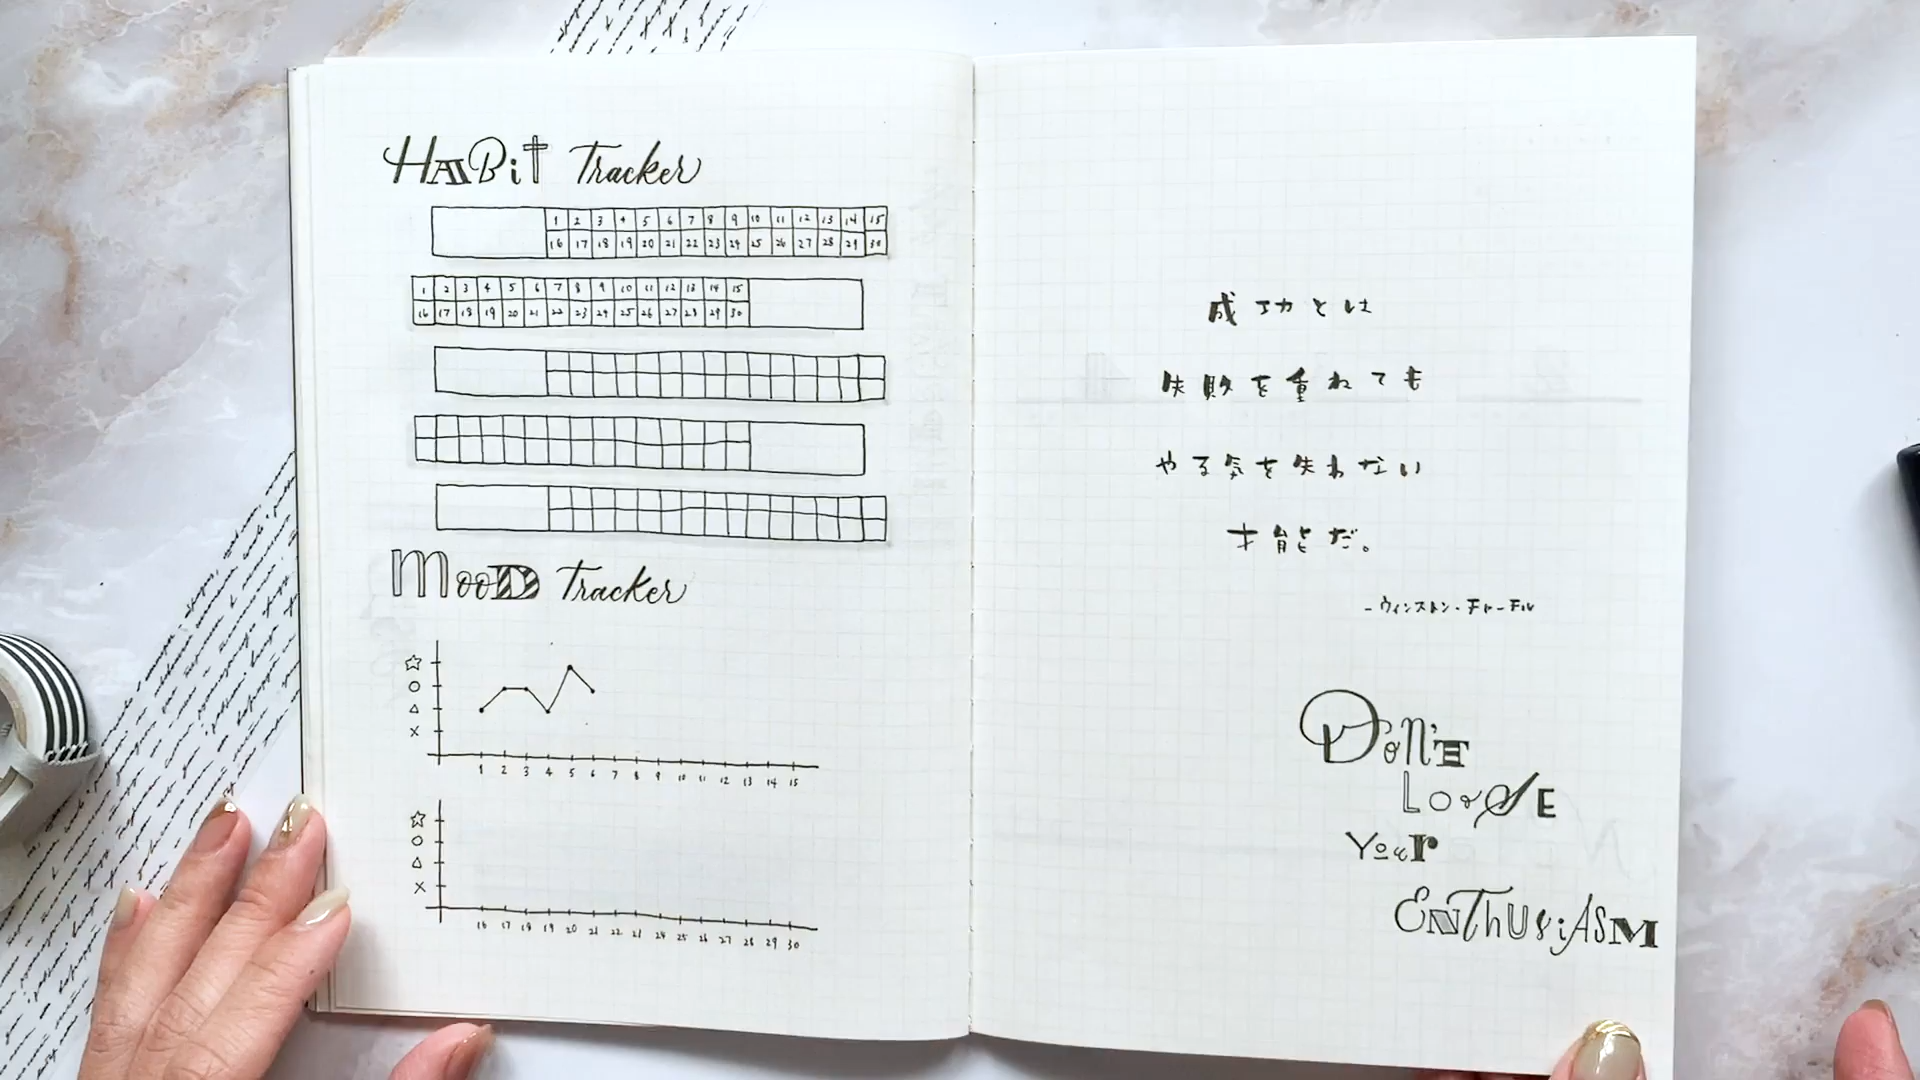 HABit Tracker
1 2 3 4 5 6 7 8 9 10 11 12 13 14 15
16 17 18 19 20 21 22 23 24 25 26 27 28 29 30
1 2 3 4 5 6 7 8 9 10 11 12 13 14 15
16 17 18 19 20 21 22 23 24 25 26 27 28 29 30
MooD Tracker
☆
○
△
×
1 2 3 4 5 6 7 8 9 10 11 12 13 14 15
☆
○
△
×
16 17 18 19 20 21 22 23 24 25 26 27 28 29 30
成功とは
失敗を重ねても
やる気を失わない
才能だ。
-ウィンストン・チャーチル
DON'T
LooSE
Your
ENThUsiASM